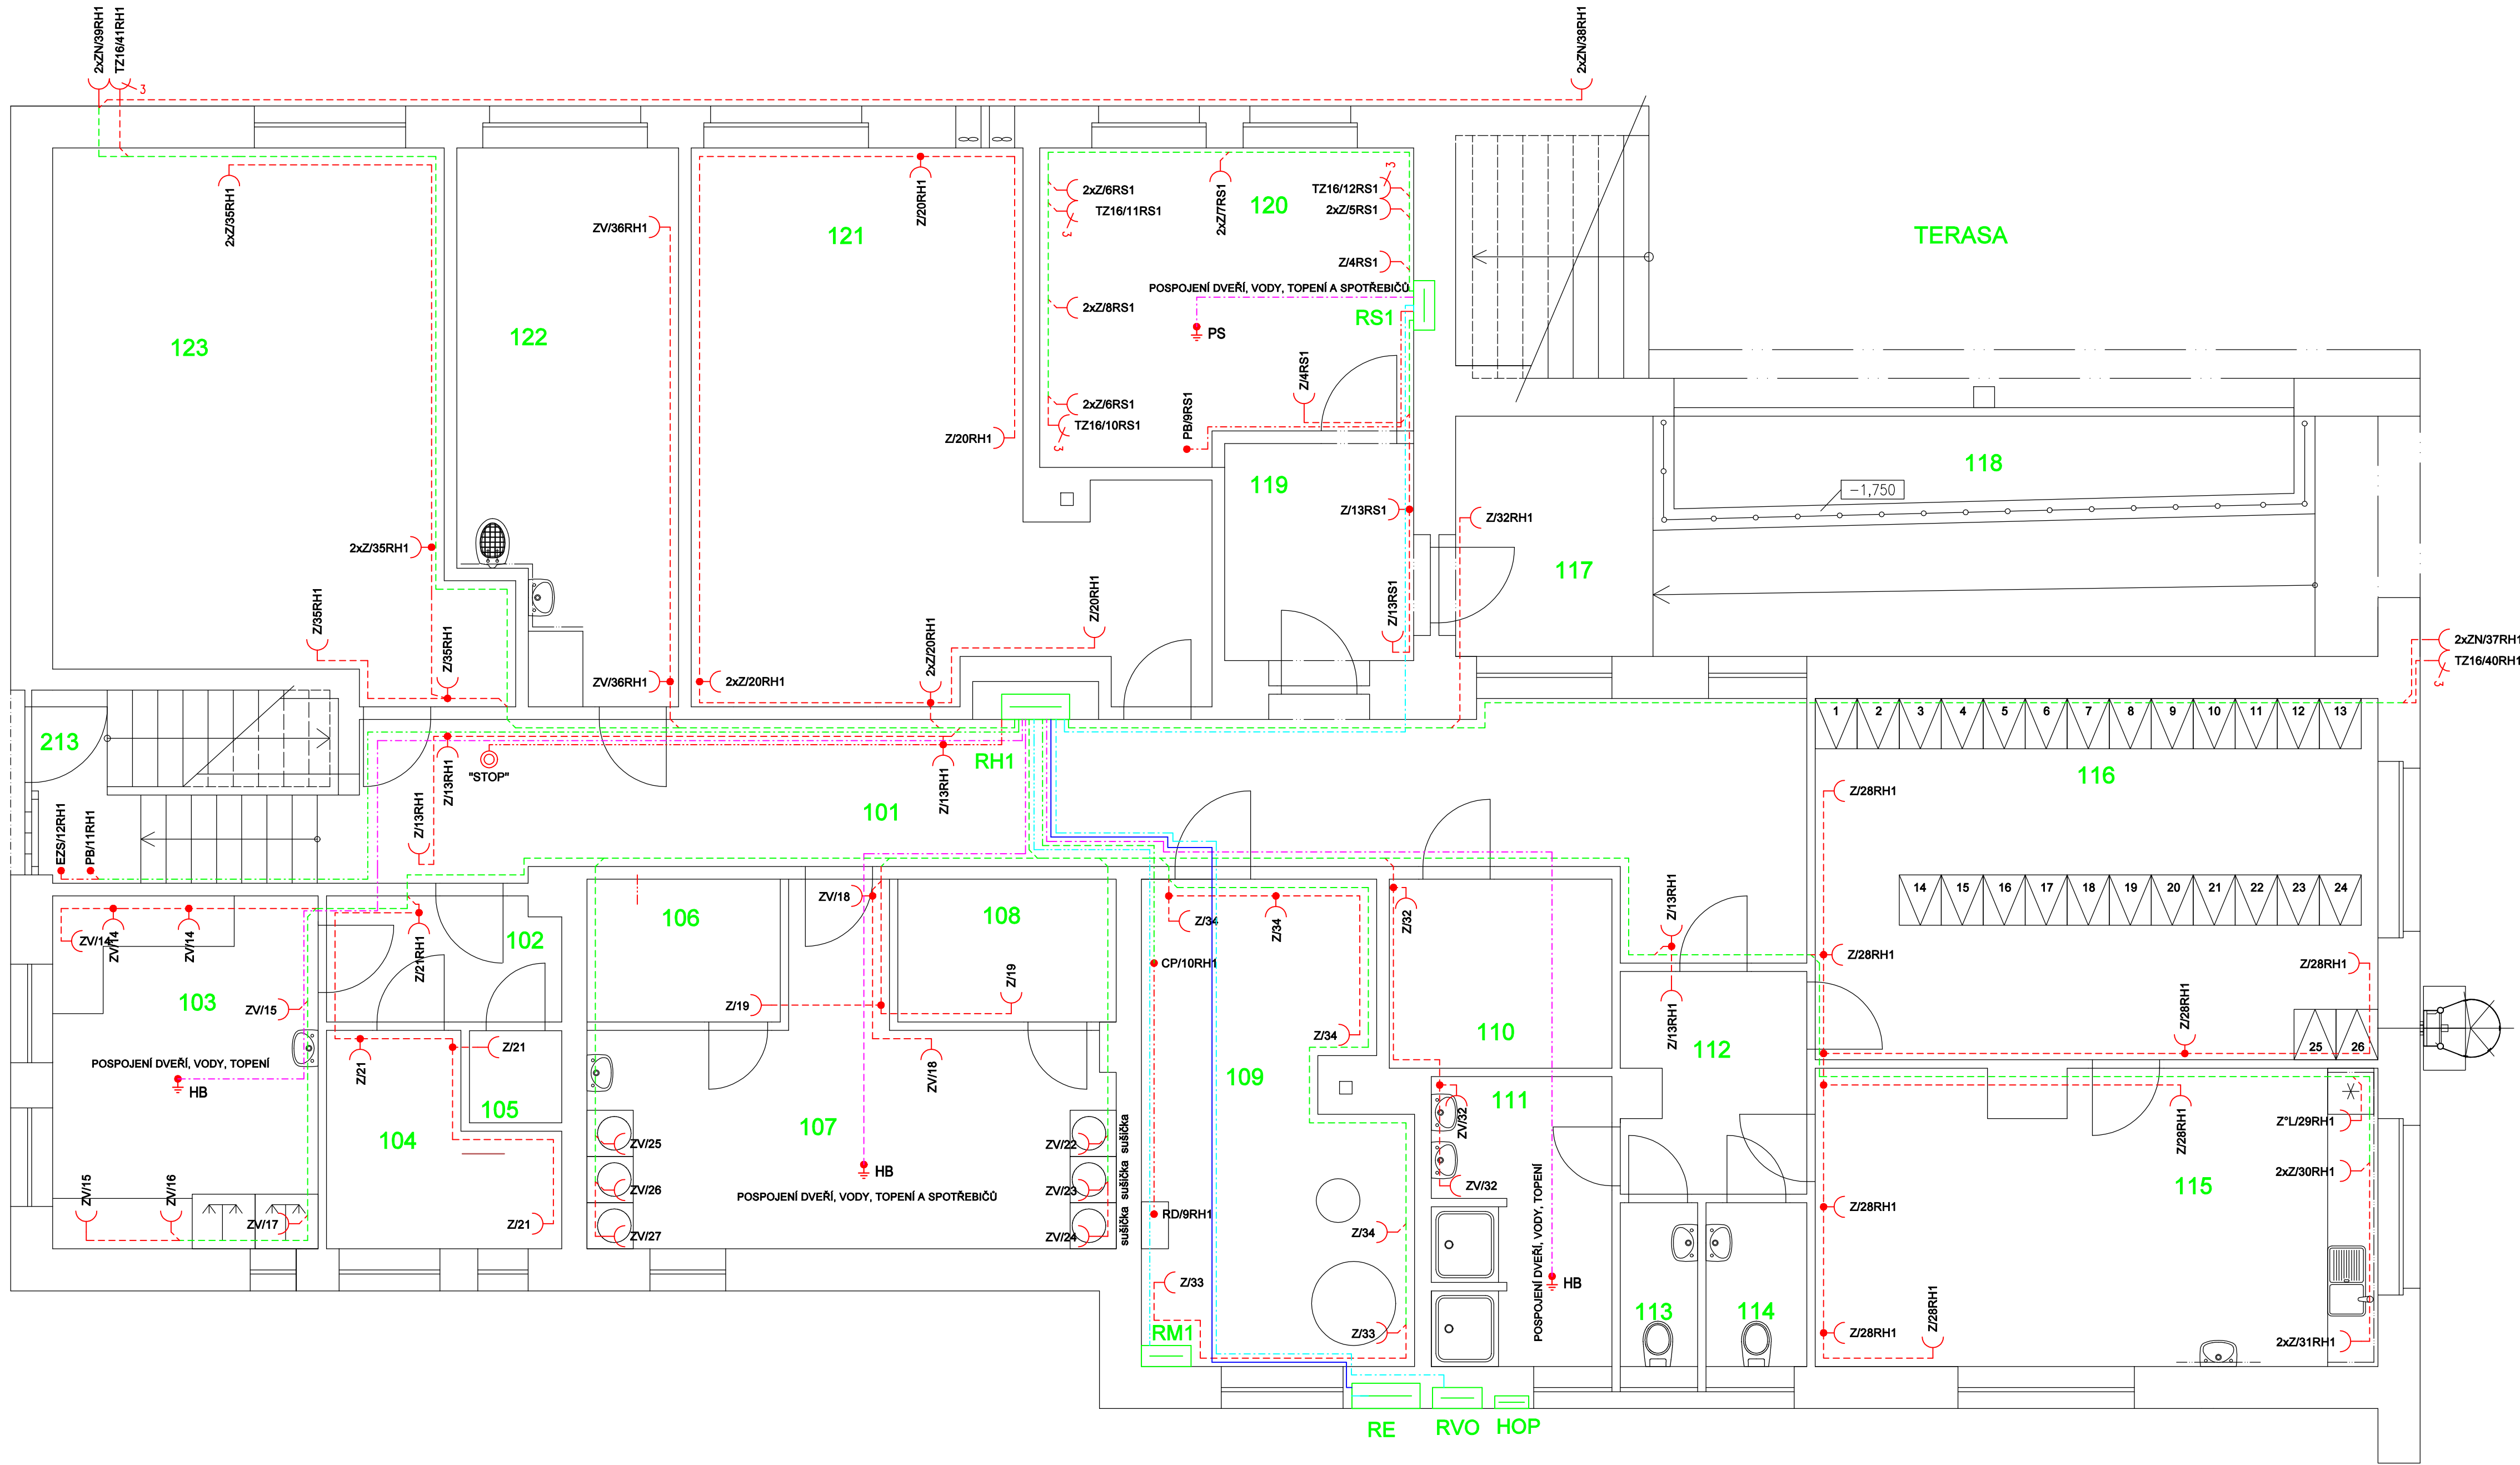 2xZN/39RH1
TZ16/41RH1
3
2xZN/38RH1
2xZ/35RH1
ZV/36RH1
Z/20RH1
2xZ/6RS1
TZ16/11RS1
3
2xZ/7RS1
120
3
TZ16/12RS1
2xZ/5RS1
TERASA
121
Z/4RS1
POSPOJENÍ DVEŘÍ, VODY, TOPENÍ A SPOTŘEBIČŮ
2xZ/8RS1
RS1
PS
123
122
Z/4RS1
2xZ/6RS1
TZ16/10RS1
3
PB/9RS1
Z/20RH1
118
119
-1,750
Z/13RS1
Z/32RH1
2xZ/35RH1
117
Z/35RH1
Z/35RH1
Z/20RH1
Z/13RS1
2xZN/37RH1
TZ16/40RH1
3
ZV/36RH1
2xZ/20RH1
2xZ/20RH1
1 2 3 4 5 6 7 8 9 10 11 12 13
213
RH1
"STOP"
Z/13RH1
Z/13RH1
Z/13RH1
116
Z/28RH1
101
EZS/12RH1
PB/11RH1
14 15 16 17 18 19 20 21 22 23 24
ZV/14
ZV/14
ZV/14
Z/21RH1
102
106
ZV/18
108
Z/34
Z/34
Z/32
Z/13RH1
CP/10RH1
Z/28RH1
Z/28RH1
103
ZV/15
Z/19
Z/19
110
Z/13RH1
Z/28RH1
Z/34
112
25 26
POSPOJENÍ DVEŘÍ, VODY, TOPENÍ
HB
Z/21
Z/21
ZV/18
109
105
111
ZV/32
Z/28RH1
Z°L/29RH1
104
107
ZV/25
ZV/22
sušička
2xZ/30RH1
HB
ZV/26
ZV/23
sušička
ZV/32
115
POSPOJENÍ DVEŘÍ, VODY, TOPENÍ A SPOTŘEBIČŮ
ZV/15
ZV/16
ZV/17
Z/21
ZV/27
ZV/24
sušička
RD/9RH1
Z/28RH1
Z/34
POSPOJENÍ DVEŘÍ, VODY, TOPENÍ
HB
Z/33
113
114
RM1
Z/33
Z/28RH1
Z/28RH1
2xZ/31RH1
RE
RVO
HOP